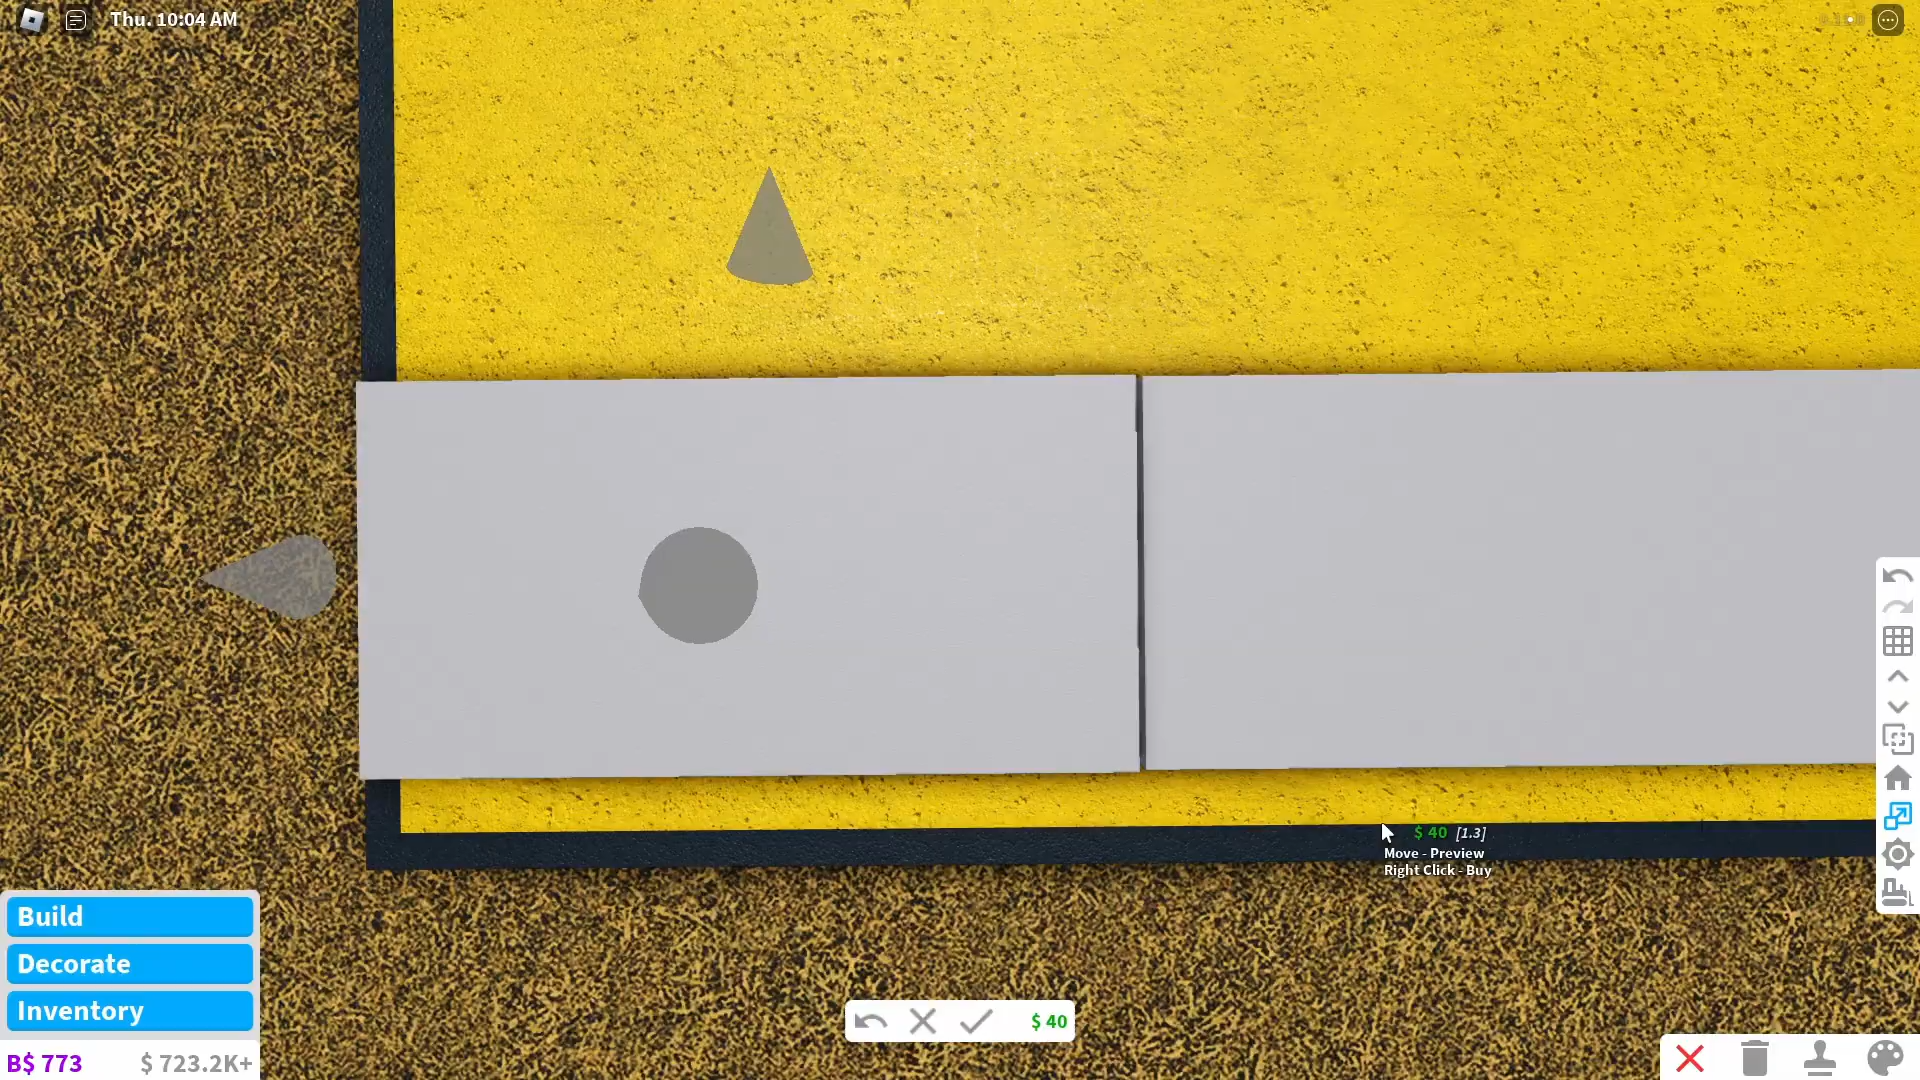 Thu. 10:04 AM
$ 40 [1.3]
Move - Preview
Right Click - Buy
Build
Decorate
Inventory
B$ 773
$ 723.2K+
$ 40